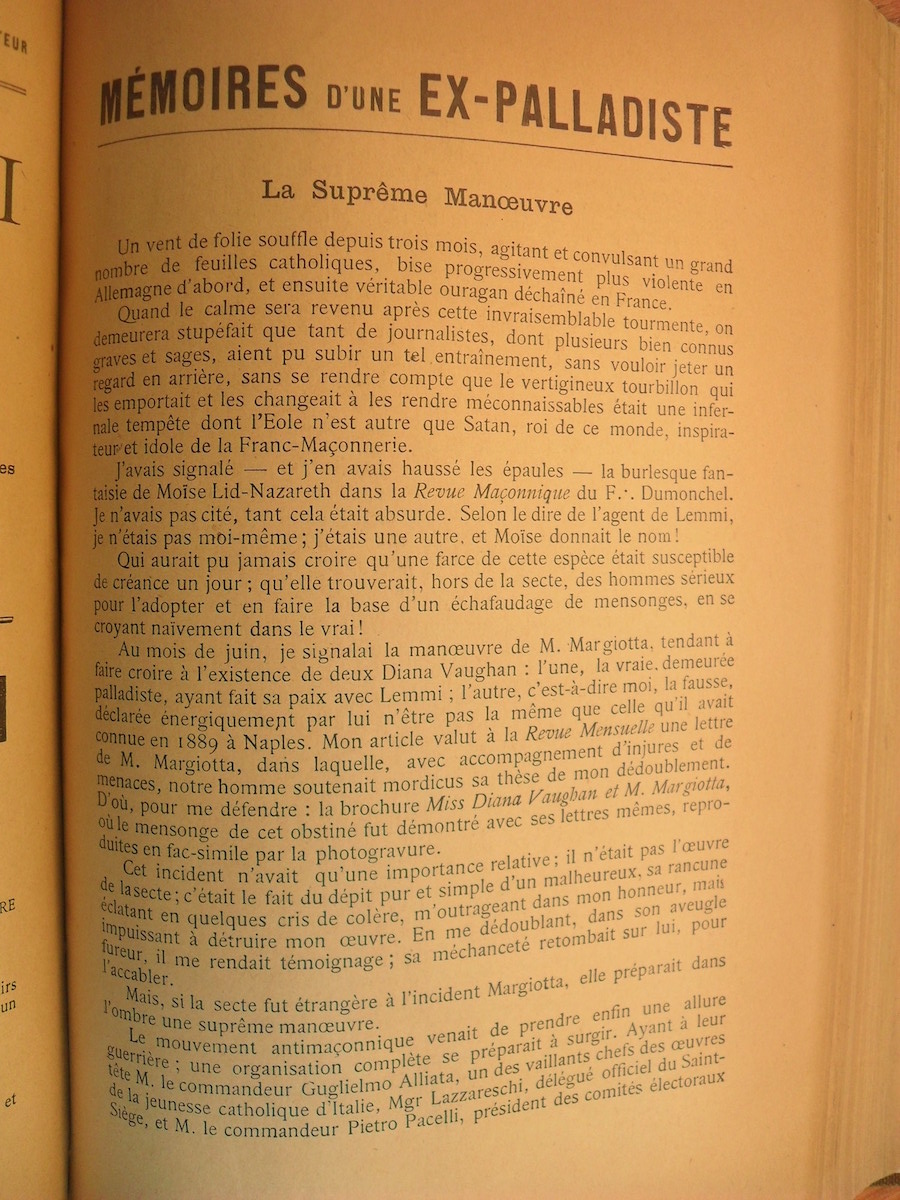 TEUR
I
es
RE
irs
un
et
MÉMOIRES D'UNE EX-PALLADISTE
La Suprême Manœuvre
Un vent de folie souffle depuis trois mois, agitant et convulsant un grand
nombre de feuilles catholiques, bise progressivement plus violente en
Allemagne d'abord, et ensuite véritable ouragan déchaîné en France.
Quand le calme sera revenu après cette invraisemblable tourmente, on
demeurera stupéfait que tant de journalistes, dont plusieurs bien connus
graves et sages, aient pu subir un tel entraînement, sans vouloir jeter un
regard en arrière, sans se rendre compte que le vertigineux tourbillon qui
les emportait et les changeait à les rendre méconnaissables était une infer-
nale tempête dont l'Eole n'est autre que Satan, roi de ce monde, inspira-
teur et idole de la Franc-Maçonnerie.
J'avais signalé — et j'en avais haussé les épaules — la burlesque fan-
taisie de Moïse Lid-Nazareth dans la Revue Maçonnique du F∴ Dumonchel.
Je n'avais pas cité, tant cela était absurde. Selon le dire de l'agent de Lemmi,
je n'étais pas moi-même ; j'étais une autre, et Moïse donnait le nom !
Qui aurait pu jamais croire qu'une farce de cette espèce était susceptible
de créance un jour ; qu'elle trouverait, hors de la secte, des hommes sérieux
pour l'adopter et en faire la base d'un échafaudage de mensonges, en se
croyant naïvement dans le vrai !
Au mois de juin, je signalai la manœuvre de M. Margiotta, tendant à
faire croire à l'existence de deux Diana Vaughan : l'une, la vraie, demeurée
palladiste, ayant fait sa paix avec Lemmi ; l'autre, c'est-à-dire moi, la fausse,
déclarée énergiquement par lui n'être pas la même que celle qu'il avait
connue en 1889 à Naples. Mon article valut à la Revue Mensuelle une lettre
de M. Margiotta, dans laquelle, avec accompagnement d'injures et de
menaces, notre homme soutenait mordicus sa thèse de mon dédoublement.
D'où, pour me défendre : la brochure Miss Diana Vaughan et M. Margiotta,
où le mensonge de cet obstiné fut démontré avec ses lettres mêmes, repro-
duites en fac-simile par la photogravure.
Cet incident n'avait qu'une importance relative ; il n'était pas l'œuvre
de la secte ; c'était le fait du dépit pur et simple d'un malheureux, sa rancune
éclatant en quelques cris de colère, m'outrageant dans mon honneur, mais
impuissant à détruire mon œuvre. En me dédoublant, dans son aveugle
fureur, il me rendait témoignage ; sa méchanceté retombait sur lui, pour
l'accabler.
Mais, si la secte fut étrangère à l'incident Margiotta, elle préparait dans
l'ombre une suprême manœuvre.
Le mouvement antimaçonnique venait de prendre enfin une allure
guerrière ; une organisation complète se préparait à surgir. Ayant à leur
tête M. le commandeur Guglielmo Alliata, un des vaillants chefs des œuvres
de la jeunesse catholique d'Italie, Mgr Lazzareschi, délégué officiel du Saint-
Siège, et M. le commandeur Pietro Pacelli, président des comités électoraux